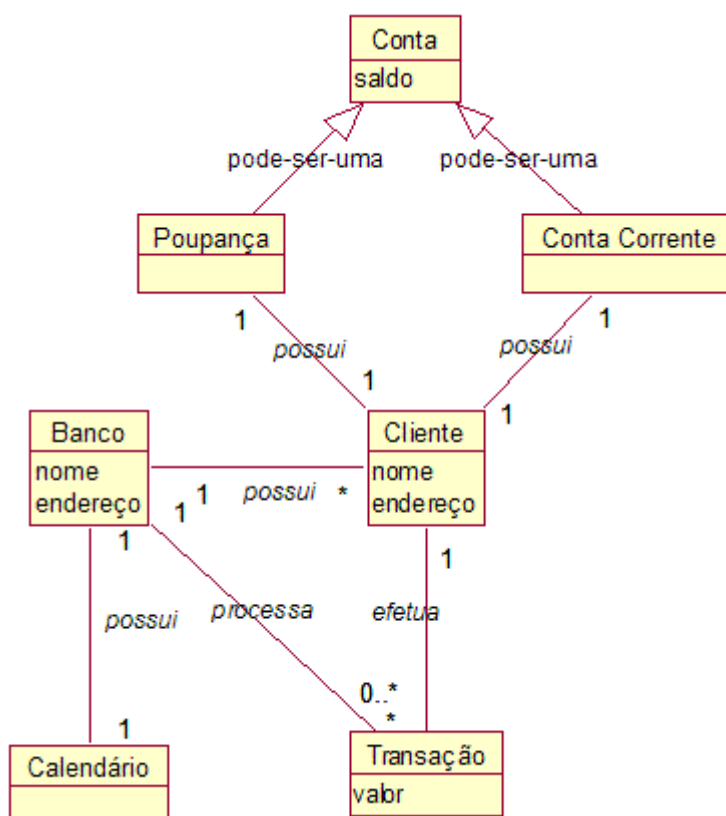 Conta
saldo
pode-ser-uma
pode-ser-uma
Poupança
Conta Corrente
1
1
possui
possui
1
1
Banco
nome
endereço
Cliente
nome
endereço
1
possui
*
1
1
1
possui
processa
efetua
0..*
*
1
Calendário
Transação
valor